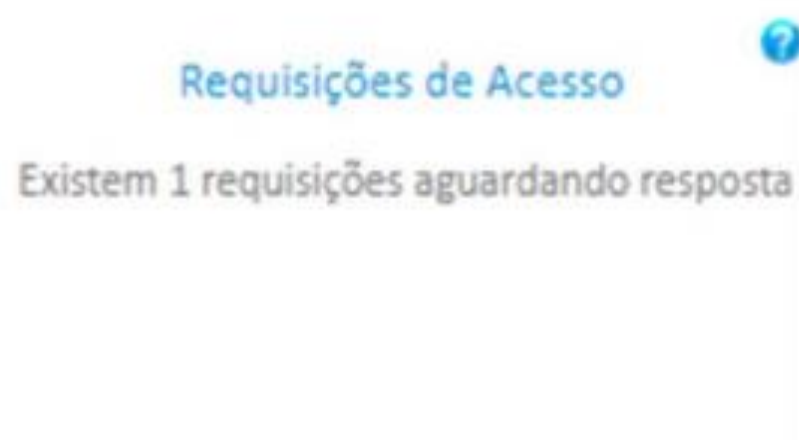 Requisições de Acesso
Existem 1 requisições aguardando resposta